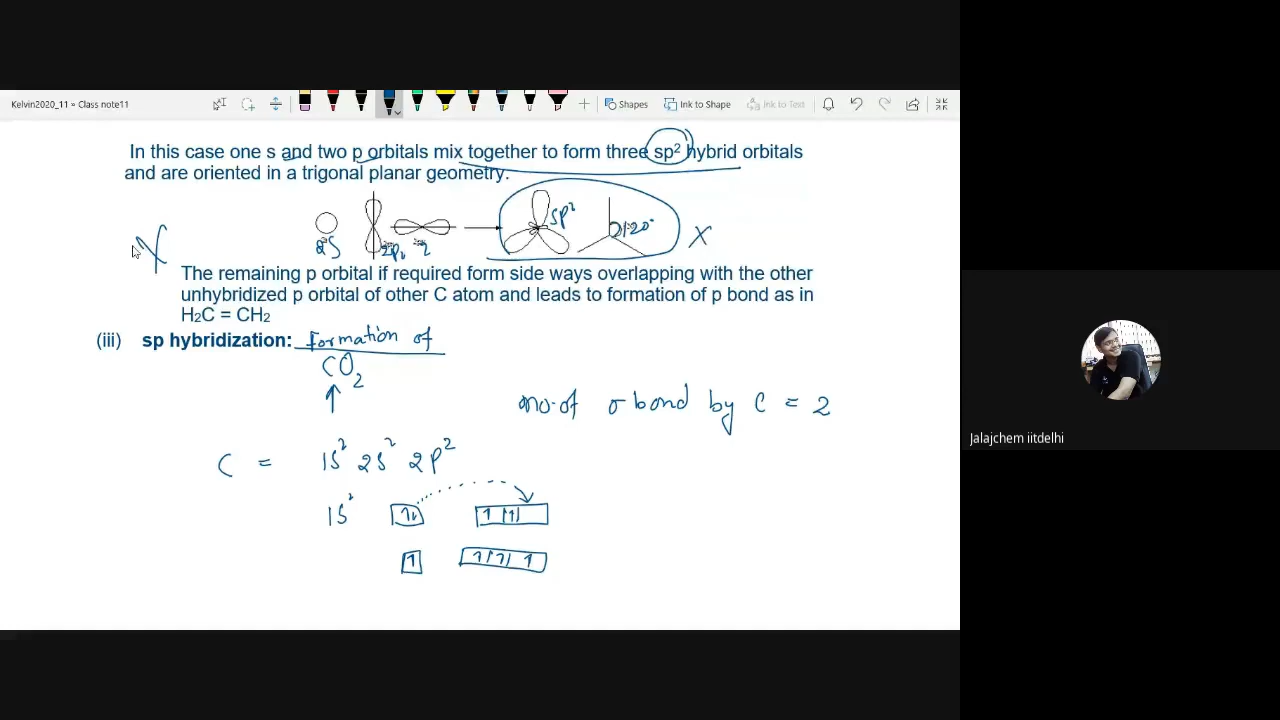 Kelvin2020_11 » Class note11
Shapes Ink to Shape Ink to Text
In this case one s and two p orbitals mix together to form three sp² hybrid orbitals
and are oriented in a trigonal planar geometry.
2S sp² 120°
The remaining p orbital if required form side ways overlapping with the other
unhybridized p orbital of other C atom and leads to formation of p bond as in
H₂C = CH₂
(iii) sp hybridization: Formation of
CO₂
no. of σ bond by C = 2
C = 1S² 2S² 2P²
1S²
Jalajchem iitdelhi